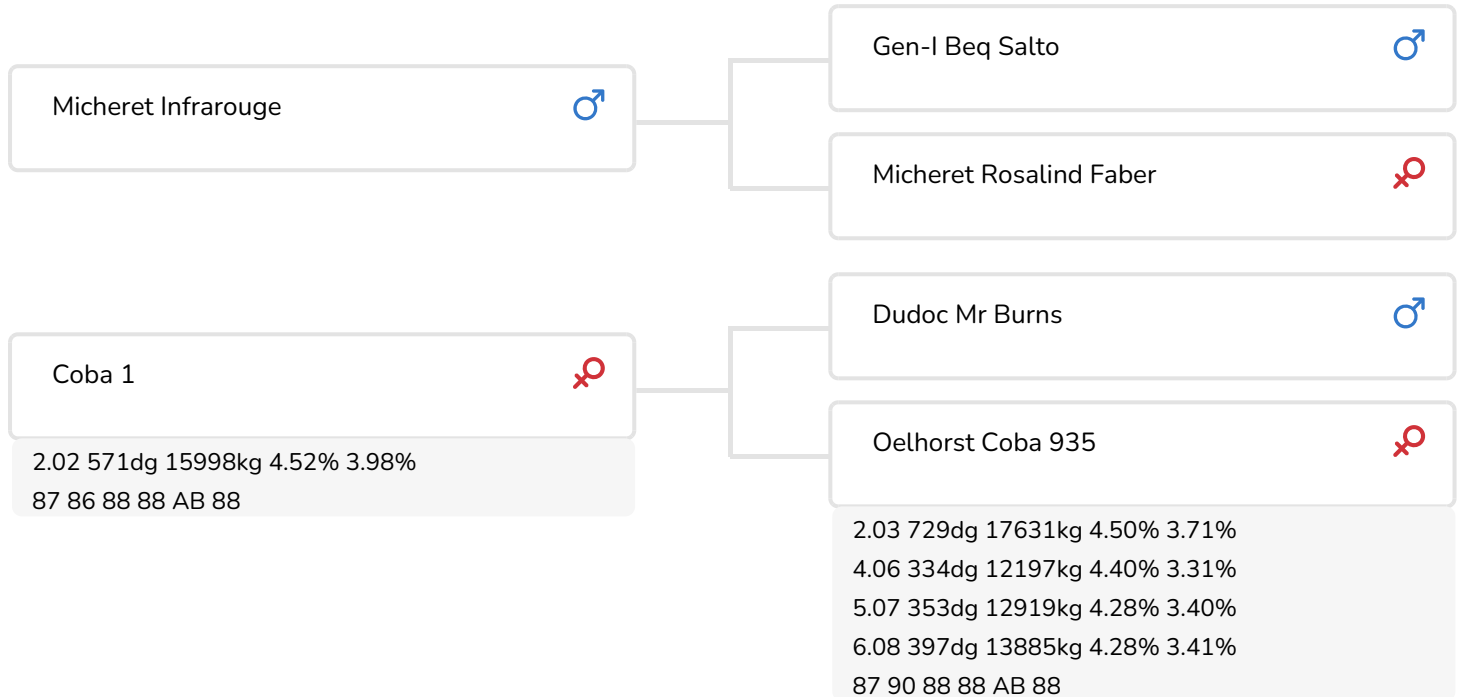 Gen-I Beq Salto
Micheret Infrarouge
Micheret Rosalind Faber
Dudoc Mr Burns
Coba 1
2.02 571dg 15998kg 4.52% 3.98%
87 86 88 88 AB 88
Oelhorst Coba 935
2.03 729dg 17631kg 4.50% 3.71%
4.06 334dg 12197kg 4.40% 3.31%
5.07 353dg 12919kg 4.28% 3.40%
6.08 397dg 13885kg 4.28% 3.41%
87 90 88 88 AB 88